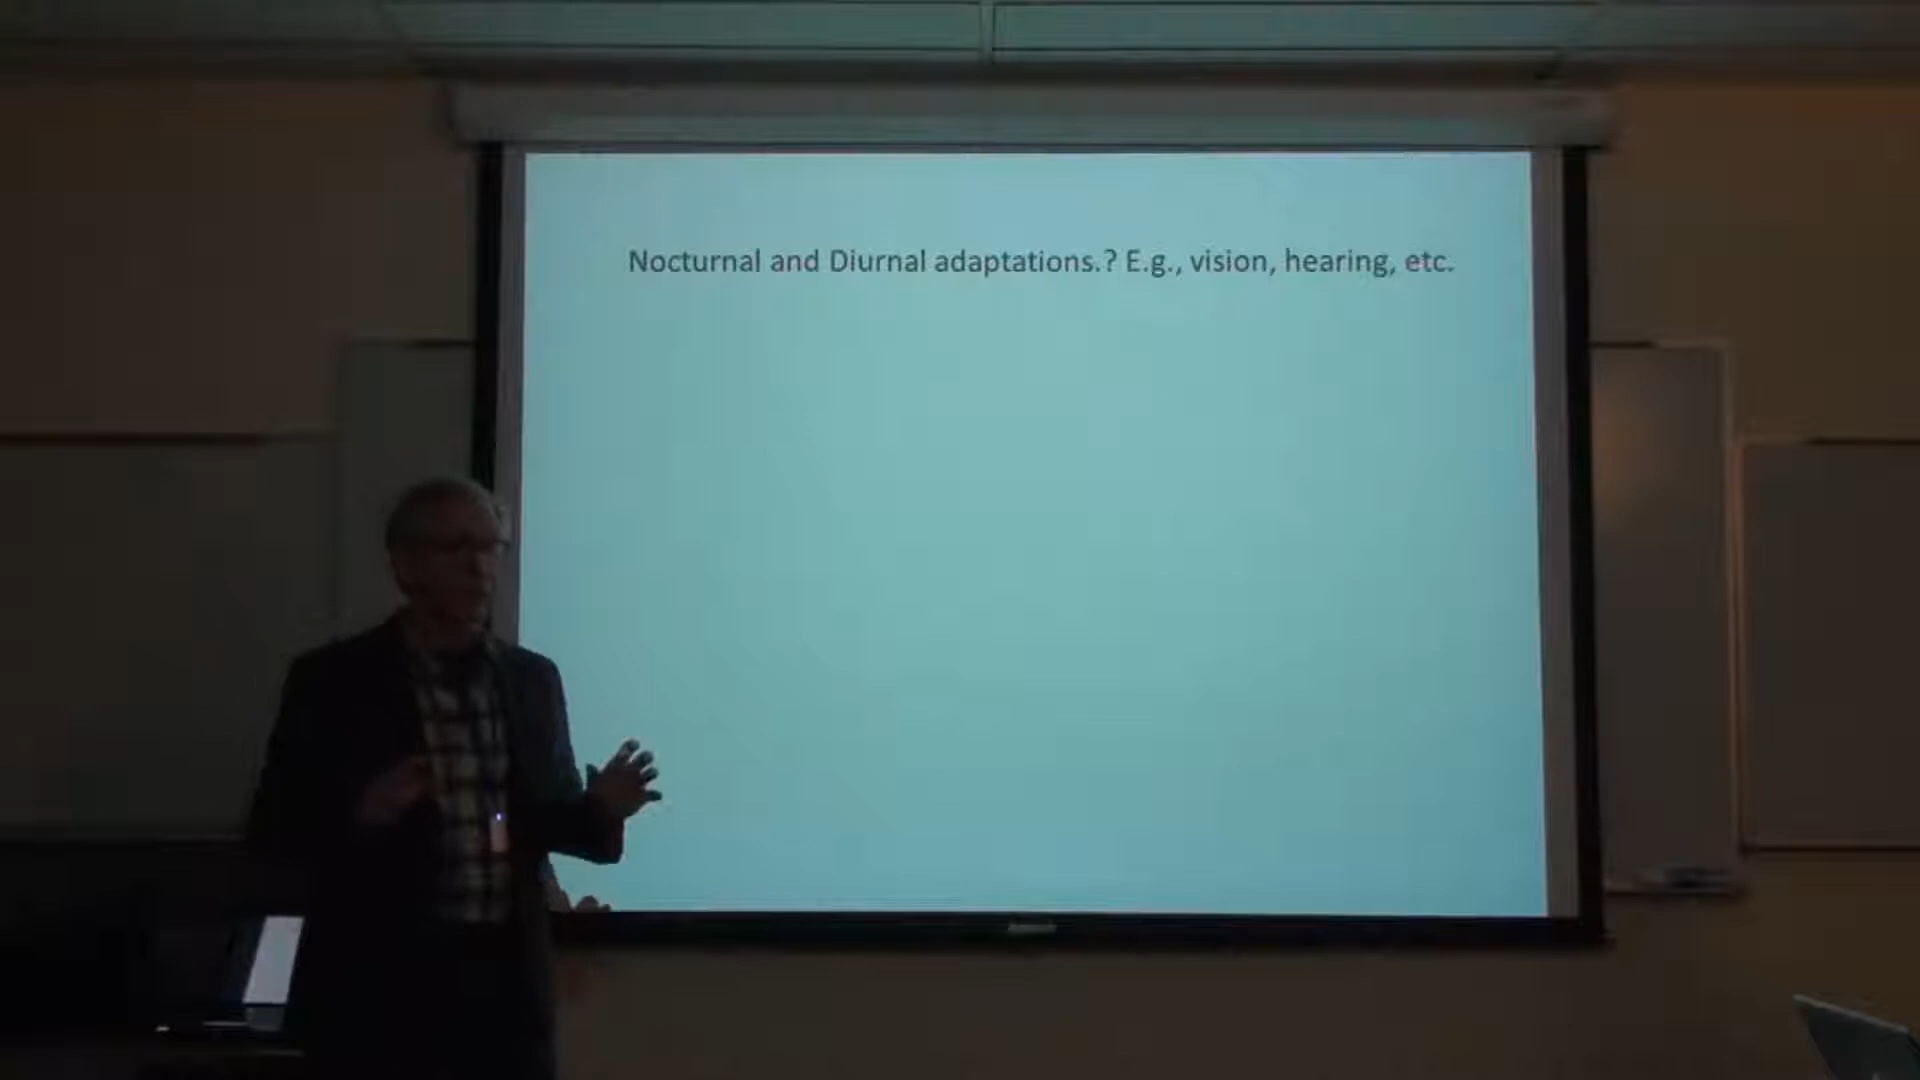 Nocturnal and Diurnal adaptations.? E.g., vision, hearing, etc.